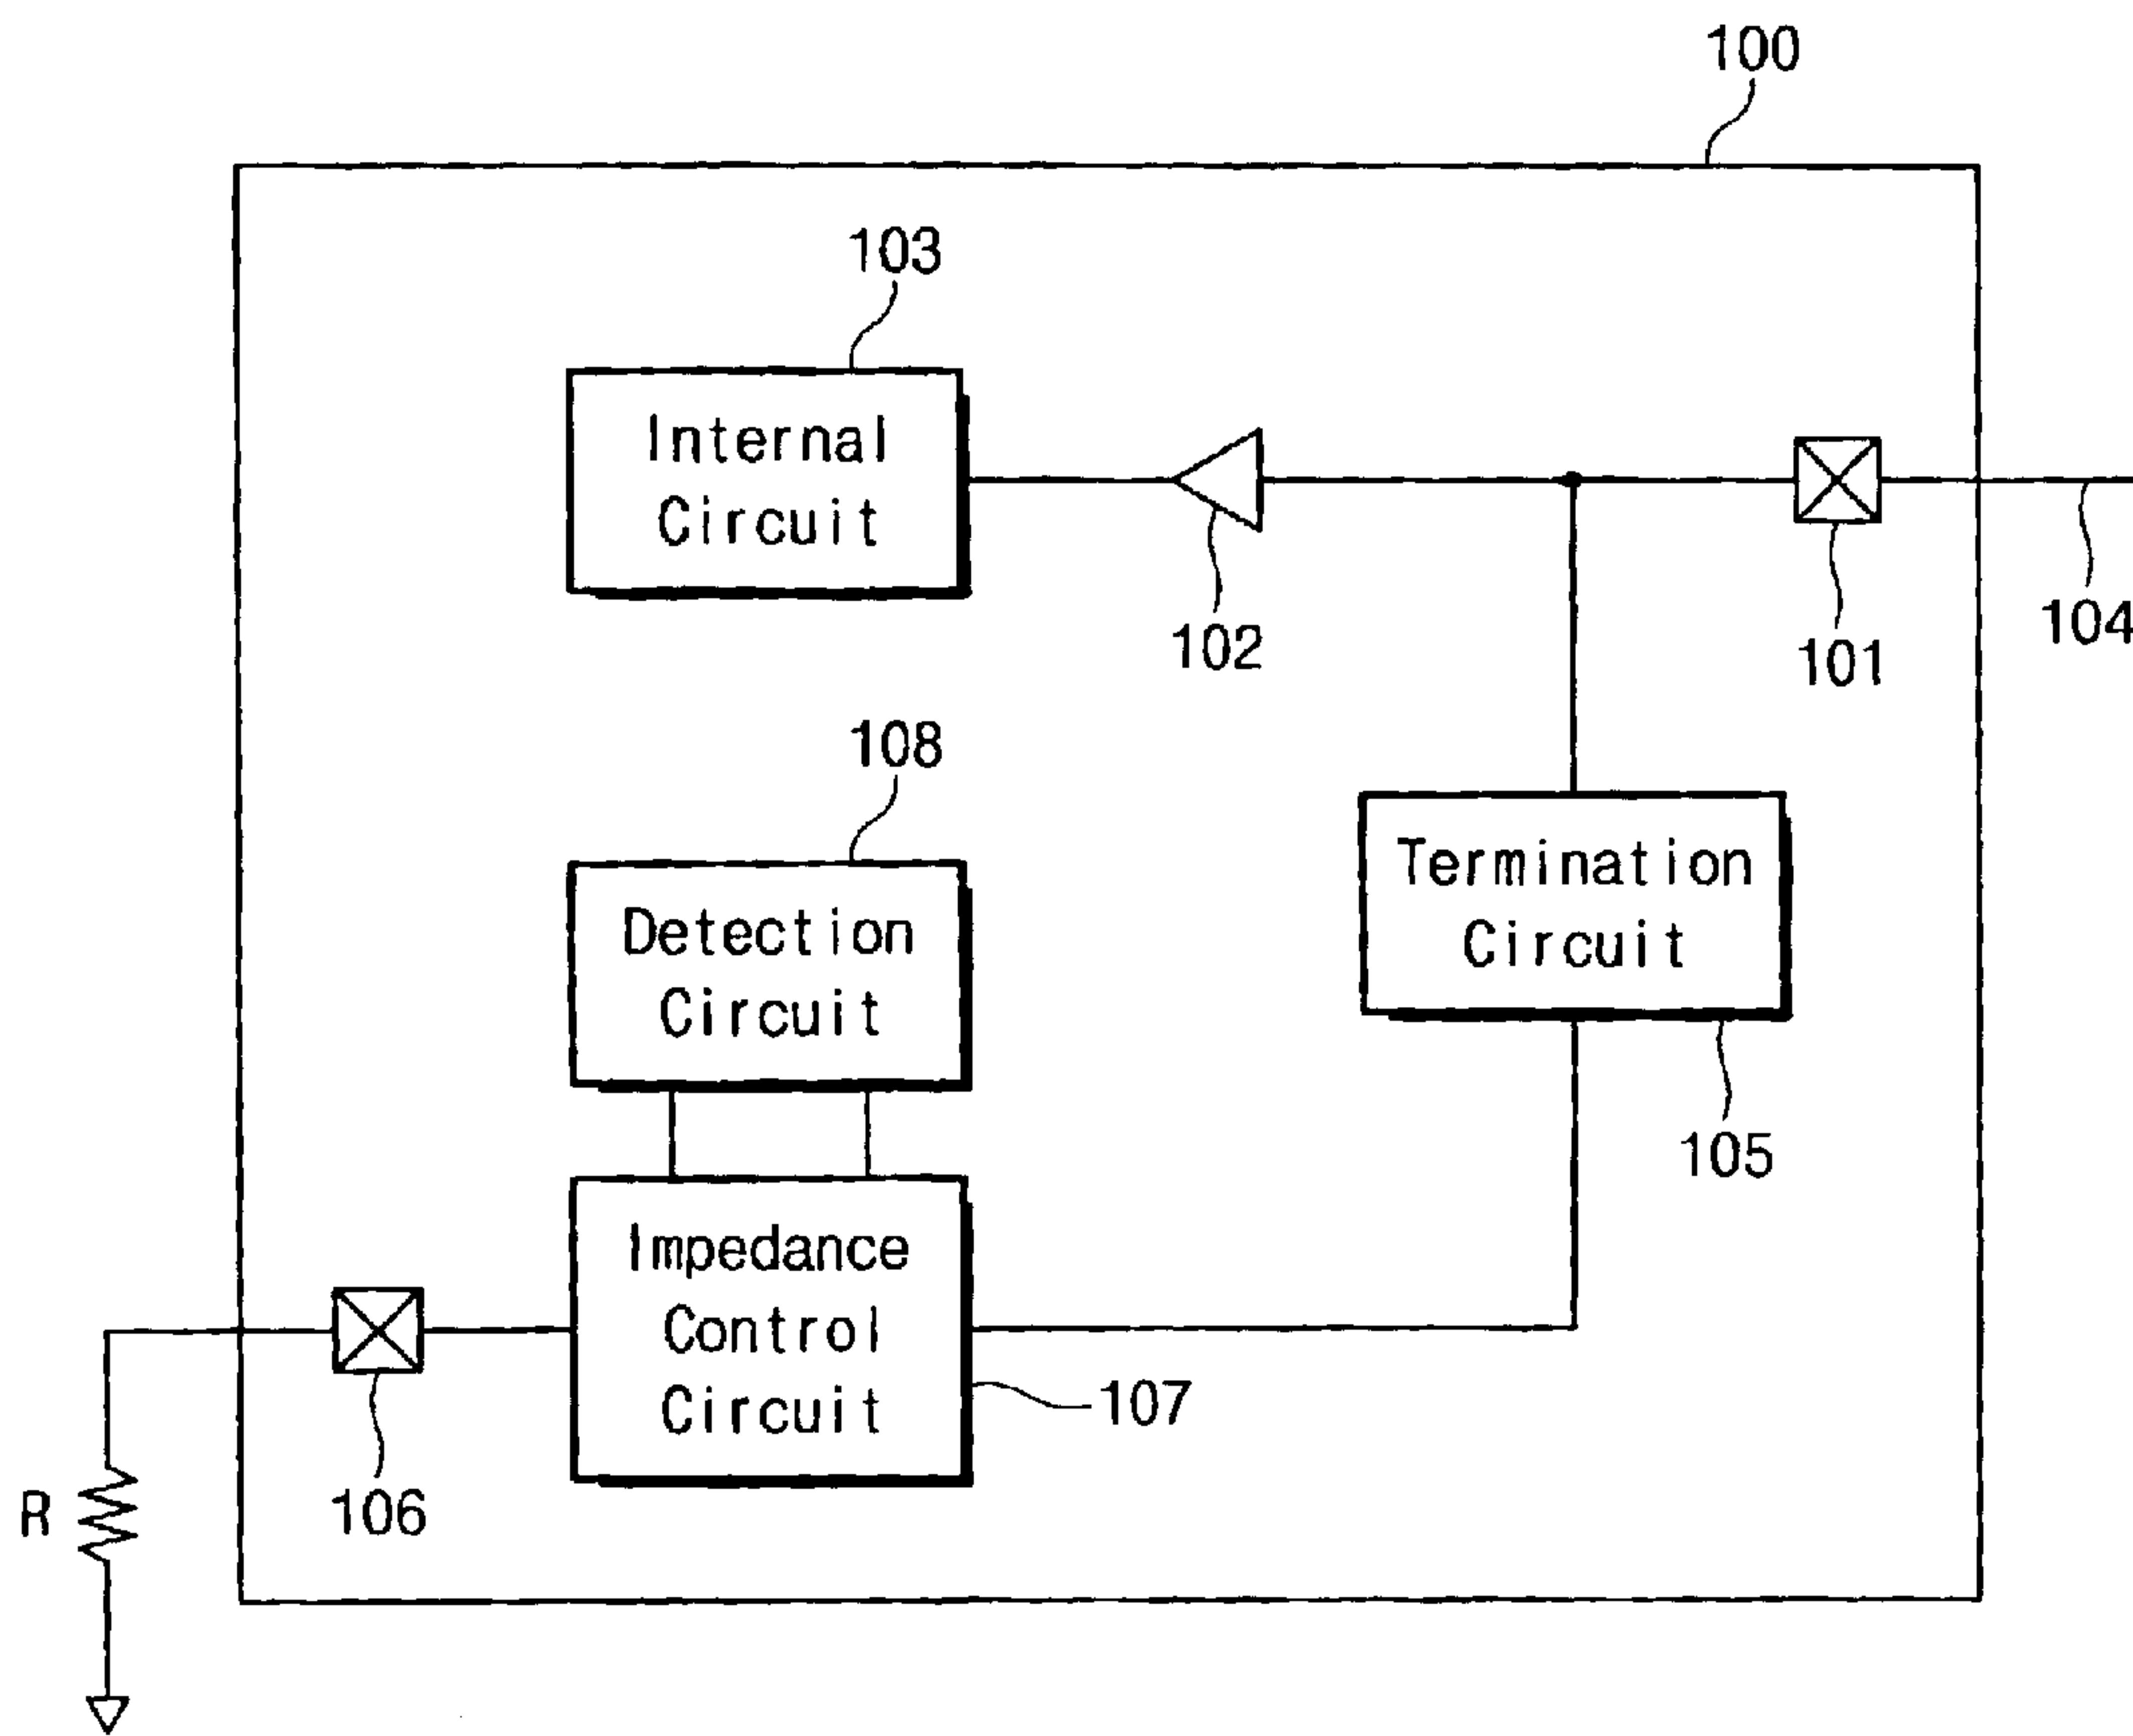 100
103
Internal
Circuit
102
101
104
108
Detection
Circuit
Termination
Circuit
105
Impedance
Control
Circuit
107
106
R